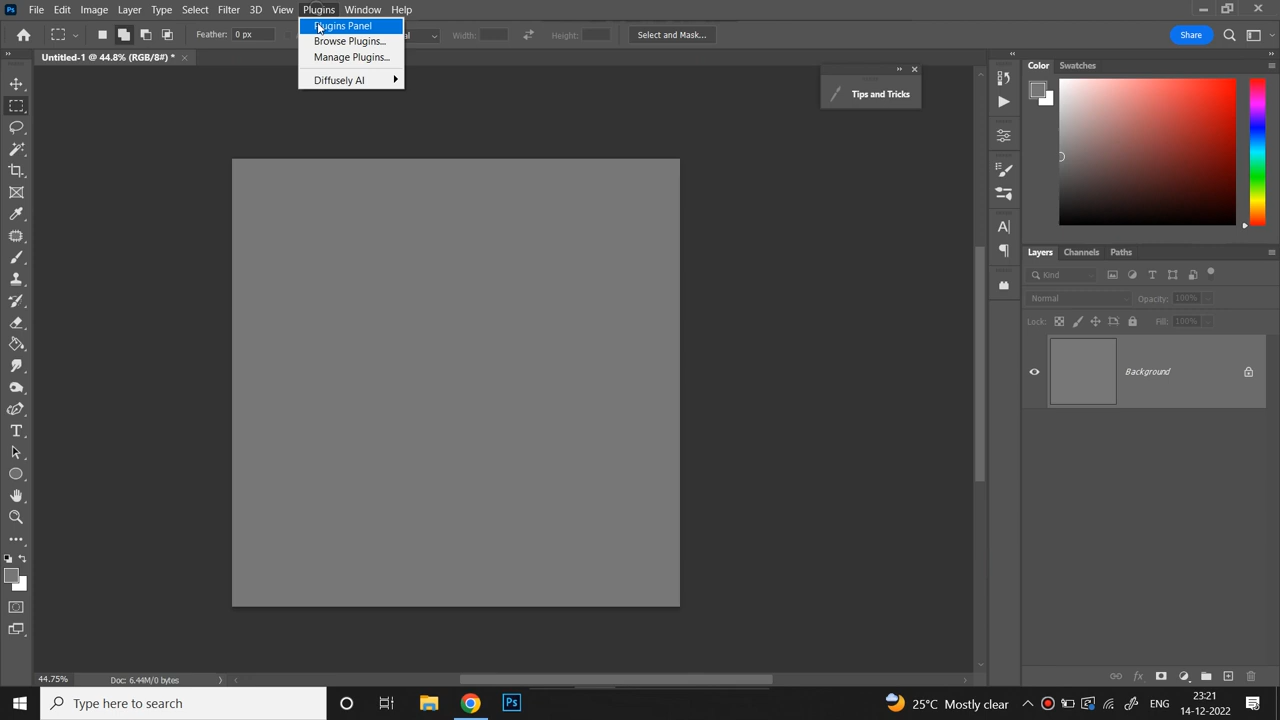 Ps File Edit Image Layer Type Select Filter 3D View Plugins Window Help
Plugins Panel
Browse Plugins...
Manage Plugins...
Diffusely AI
Feather: 0 px Width: Height: Select and Mask... Share
Untitled-1 @ 44.8% (RGB/8#) *
Tips and Tricks
Color Swatches
Layers Channels Paths
Kind
Normal Opacity: 100%
Lock: Fill: 100%
Background
44.75% Doc: 6.44M/0 bytes
Type here to search
Ps
25°C Mostly clear
ENG
23:21
14-12-2022